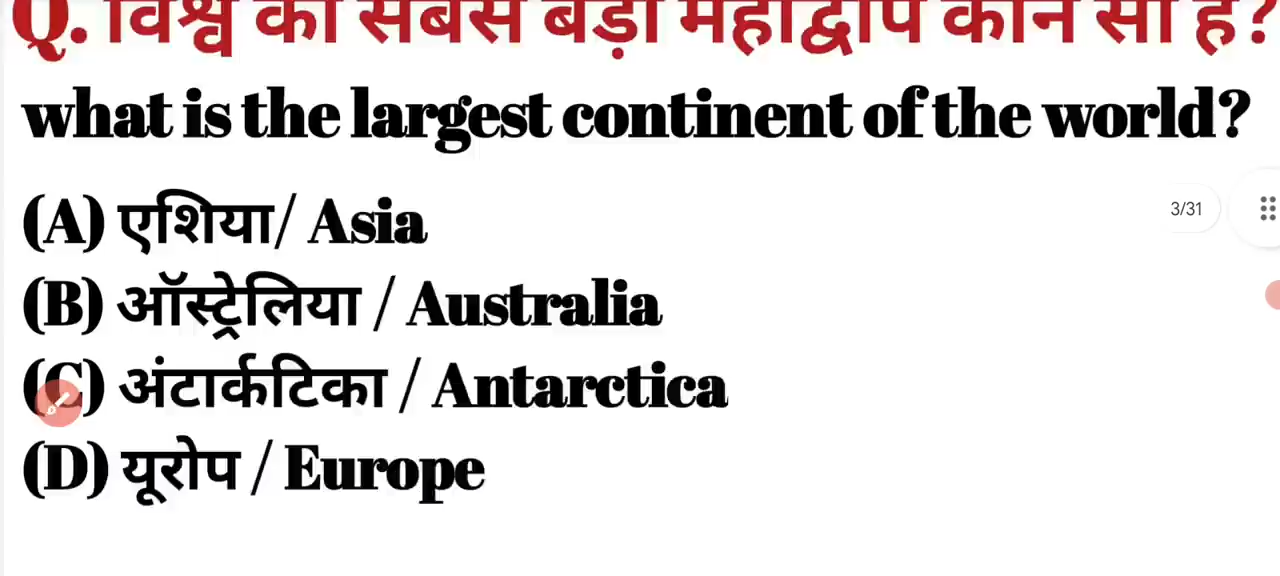 Q. विश्व का सबसे बड़ा महाद्वीप कौन सा है?
what is the largest continent of the world?
(A) एशिया/ Asia
3/31
(B) ऑस्ट्रेलिया / Australia
(C) अंटार्कटिका / Antarctica
(D) यूरोप / Europe